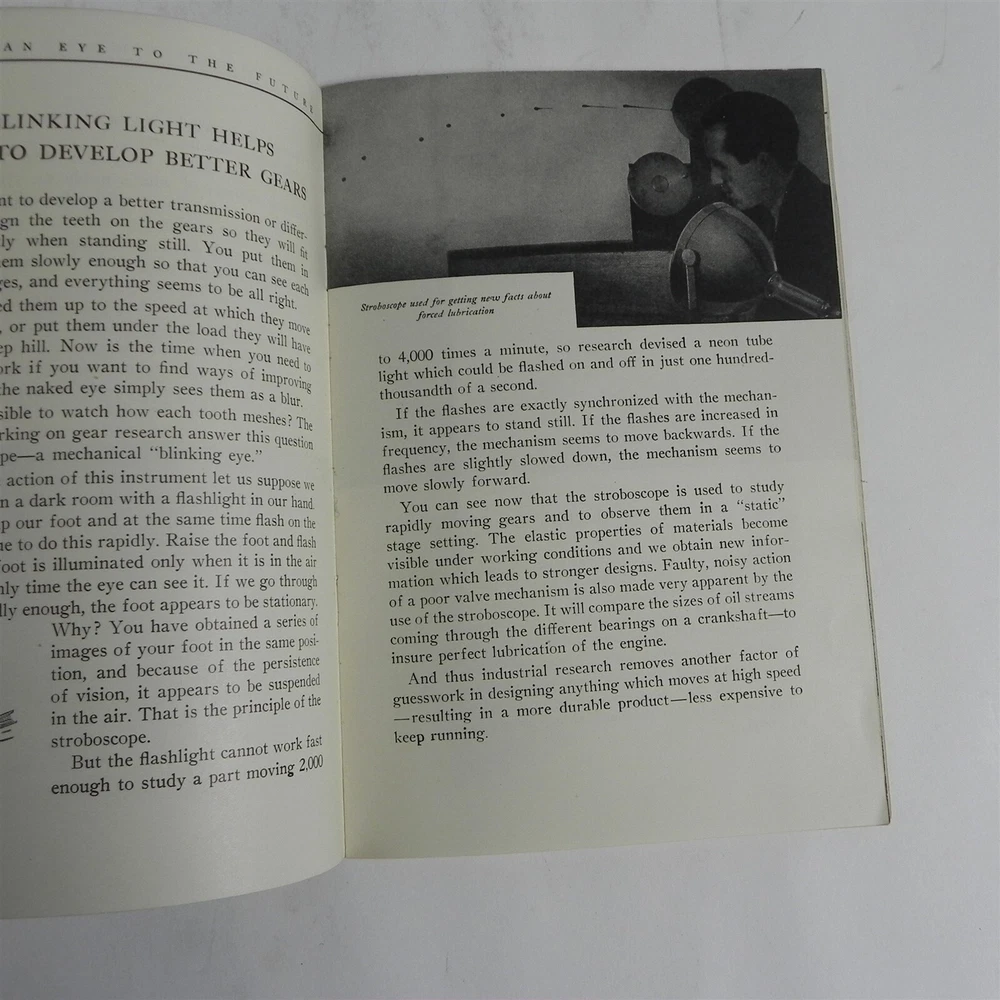 AN EYE TO THE FUTURE
LINKING LIGHT HELPS
TO DEVELOP BETTER GEARS
nt to develop a better transmission or differ-
ign the teeth on the gears so they will fit
ly when standing still. You put them in
em slowly enough so that you can see each
ges, and everything seems to be all right.
ed them up to the speed at which they move
, or put them under the load they will have
ep hill. Now is the time when you need to
ork if you want to find ways of improving
the naked eye simply sees them as a blur.
sible to watch how each tooth meshes? The
rking on gear research answer this question
pe—a mechanical "blinking eye."
action of this instrument let us suppose we
n a dark room with a flashlight in our hand.
p our foot and at the same time flash on the
ne to do this rapidly. Raise the foot and flash
foot is illuminated only when it is in the air
nly time the eye can see it. If we go through
lly enough, the foot appears to be stationary.
Why? You have obtained a series of
images of your foot in the same posi-
tion, and because of the persistence
of vision, it appears to be suspended
in the air. That is the principle of the
stroboscope.
But the flashlight cannot work fast
enough to study a part moving 2,000
Stroboscope used for getting new facts about
forced lubrication
to 4,000 times a minute, so research devised a neon tube
light which could be flashed on and off in just one hundred-
thousandth of a second.
If the flashes are exactly synchronized with the mechan-
ism, it appears to stand still. If the flashes are increased in
frequency, the mechanism seems to move backwards. If the
flashes are slightly slowed down, the mechanism seems to
move slowly forward.
You can see now that the stroboscope is used to study
rapidly moving gears and to observe them in a "static"
stage setting. The elastic properties of materials become
visible under working conditions and we obtain new infor-
mation which leads to stronger designs. Faulty, noisy action
of a poor valve mechanism is also made very apparent by the
use of the stroboscope. It will compare the sizes of oil streams
coming through the different bearings on a crankshaft—to
insure perfect lubrication of the engine.
And thus industrial research removes another factor of
guesswork in designing anything which moves at high speed
—resulting in a more durable product—less expensive to
keep running.